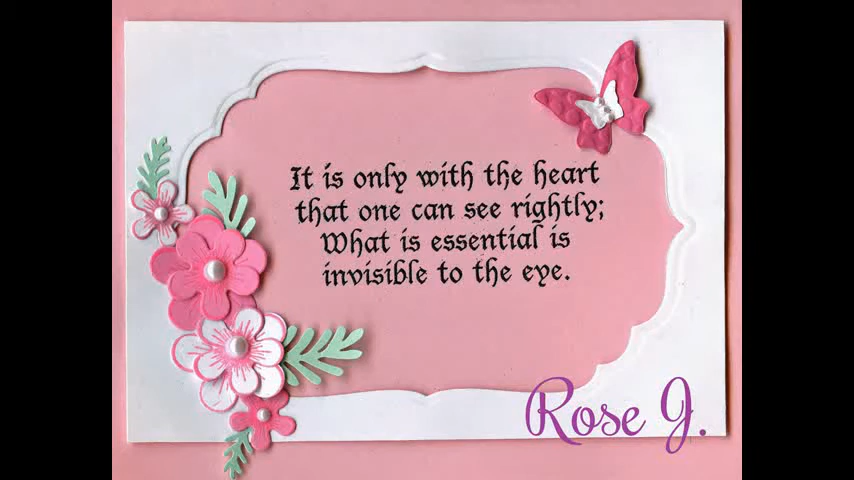 It is only with the heart
that one can see rightly;
What is essential is
invisible to the eye.
Rose J.